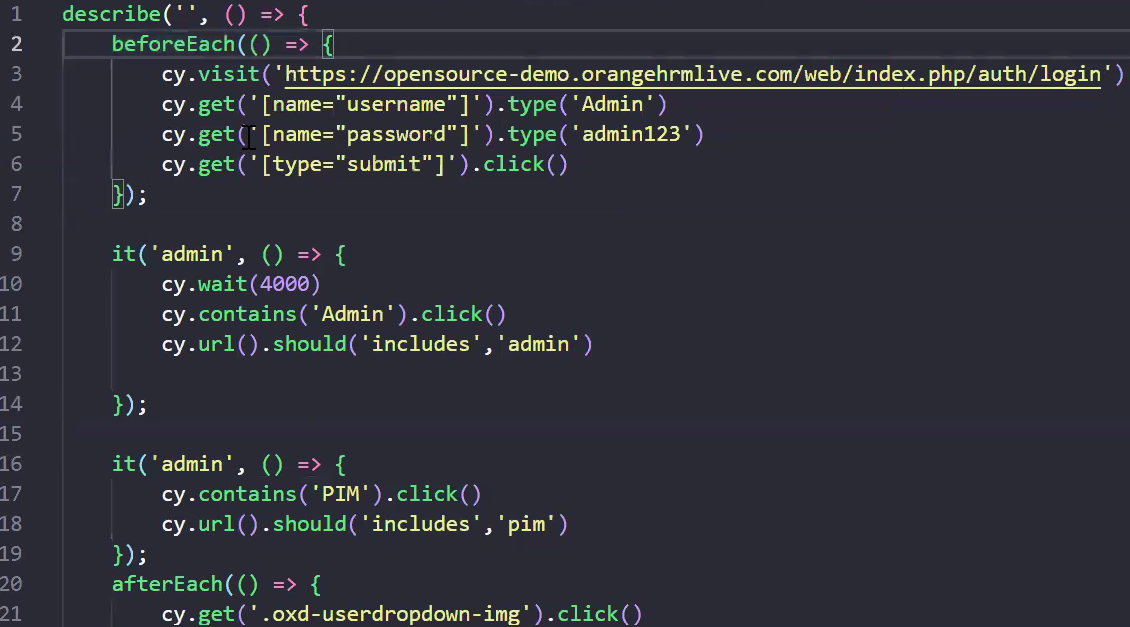 1 describe('', () => {
2 beforeEach(() => {
3 cy.visit('https://opensource-demo.orangehrmlive.com/web/index.php/auth/login')
4 cy.get('[name="username"]').type('Admin')
5 cy.get('[name="password"]').type('admin123')
6 cy.get('[type="submit"]').click()
7 });
8
9 it('admin', () => {
10 cy.wait(4000)
11 cy.contains('Admin').click()
12 cy.url().should('includes','admin')
13
14 });
15
16 it('admin', () => {
17 cy.contains('PIM').click()
18 cy.url().should('includes','pim')
19 });
20 afterEach(() => {
21 cy.get('.oxd-userdropdown-img').click()